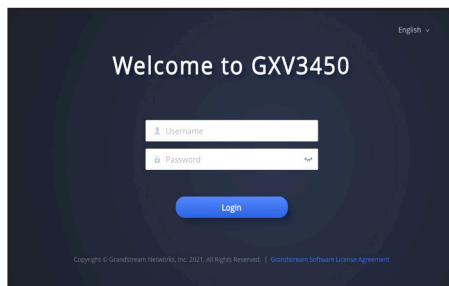 English
Welcome to GXV3450
Username
Password
Login
Copyright © Grandstream Networks, Inc. 2021. All Rights Reserved. | Grandstream Software License Agreement